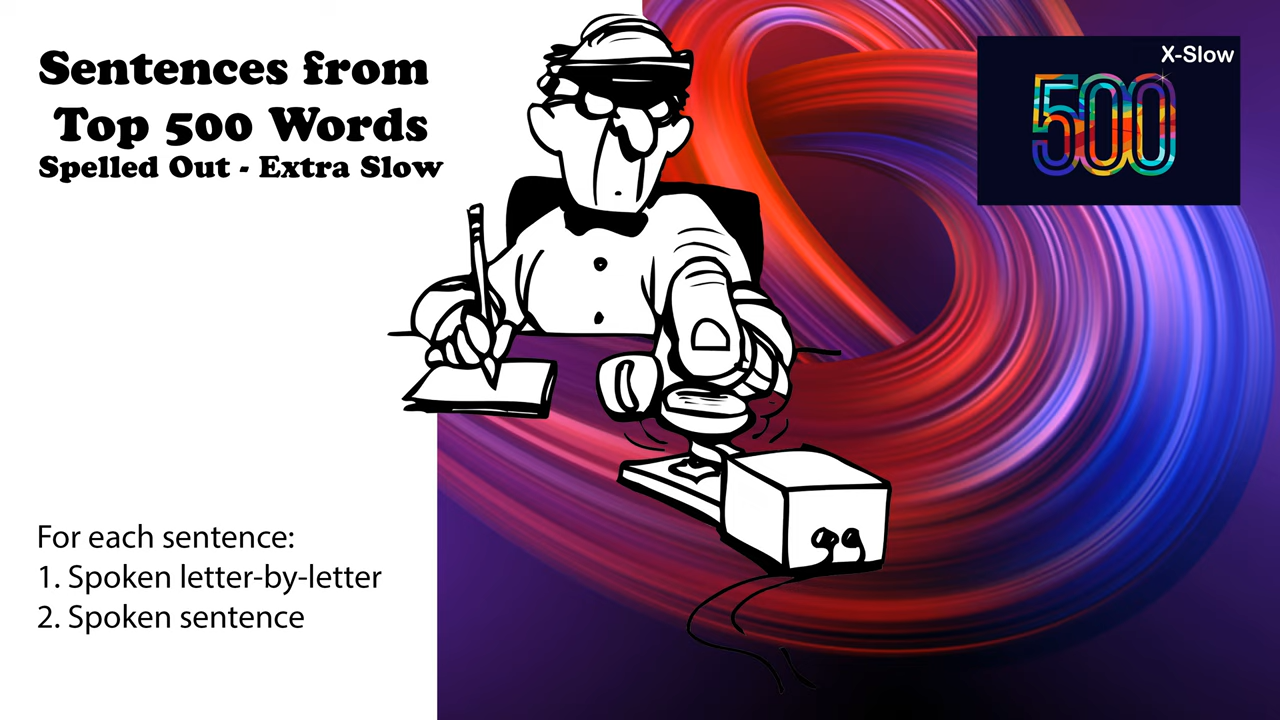 Sentences from
Top 500 Words
Spelled Out - Extra Slow
X-Slow
500
For each sentence:
1. Spoken letter-by-letter
2. Spoken sentence